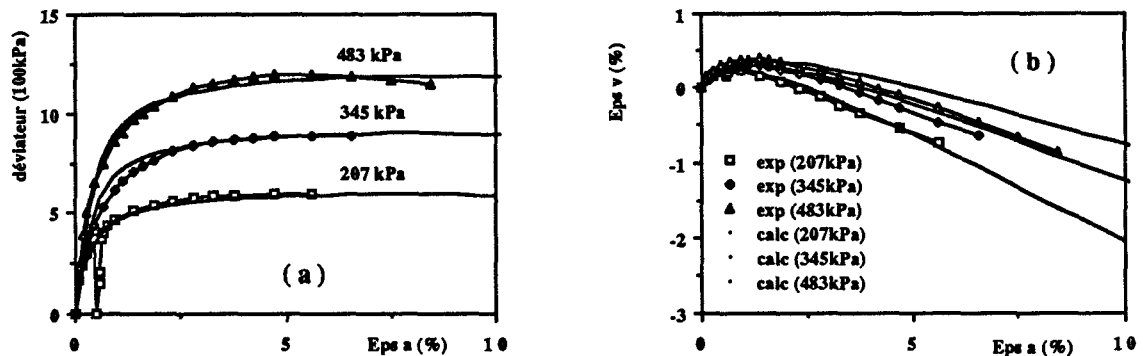 15
10
5
0
déviateur (100kPa)
483 kPa
345 kPa
207 kPa
(a)
0
5
10
Eps a (%)
1
0
-1
-2
-3
Eps v (%)
(b)
exp (207kPa)
exp (345kPa)
exp (483kPa)
calc (207kPa)
calc (345kPa)
calc (483kPa)
0
5
10
Eps a (%)